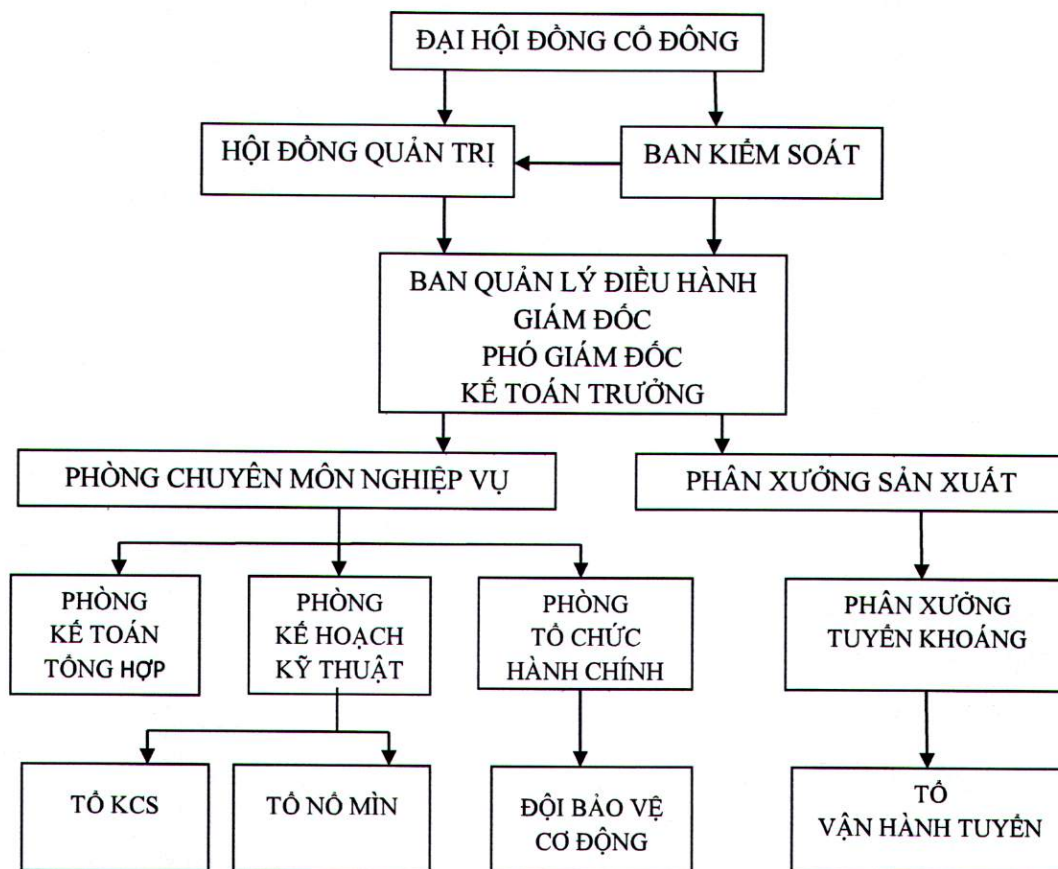 ĐẠI HỘI ĐỒNG CỔ ĐÔNG
HỘI ĐỒNG QUẢN TRỊ
BAN KIỂM SOÁT
BAN QUẢN LÝ ĐIỀU HÀNH
GIÁM ĐỐC
PHÓ GIÁM ĐỐC
KẾ TOÁN TRƯỞNG
PHÒNG CHUYÊN MÔN NGHIỆP VỤ
PHÂN XƯỞNG SẢN XUẤT
PHÒNG
KẾ TOÁN
TỔNG HỢP
PHÒNG
KẾ HOẠCH
KỸ THUẬT
PHÒNG
TỔ CHỨC
HÀNH CHÍNH
PHÂN XƯỞNG
TUYỂN KHOÁNG
TỔ KCS
TỔ NỔ MÌN
ĐỘI BẢO VỆ
CƠ ĐỘNG
TỔ
VẬN HÀNH TUYỂN